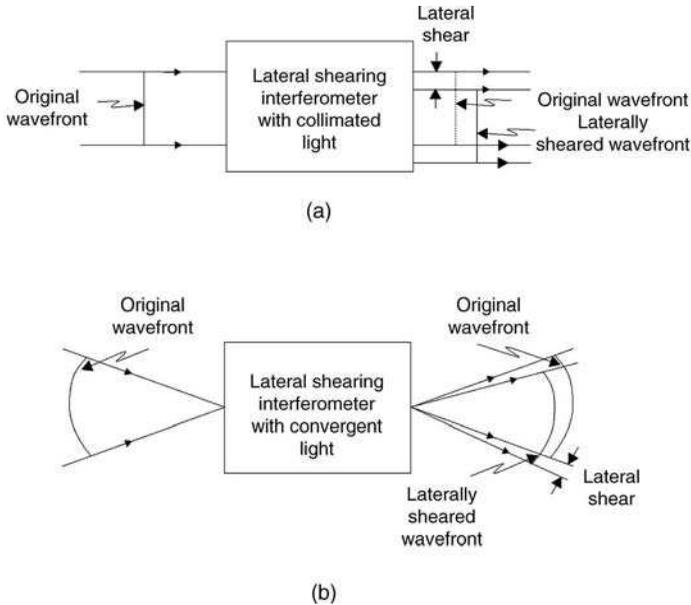 Lateral
shear
Original
wavefront
Lateral shearing
interferometer
with collimated
light
Original wavefront
Laterally
sheared wavefront
(a)
Original
wavefront
Original
wavefront
Lateral shearing
interferometer
with convergent
light
Laterally
sheared
wavefront
Lateral
shear
(b)